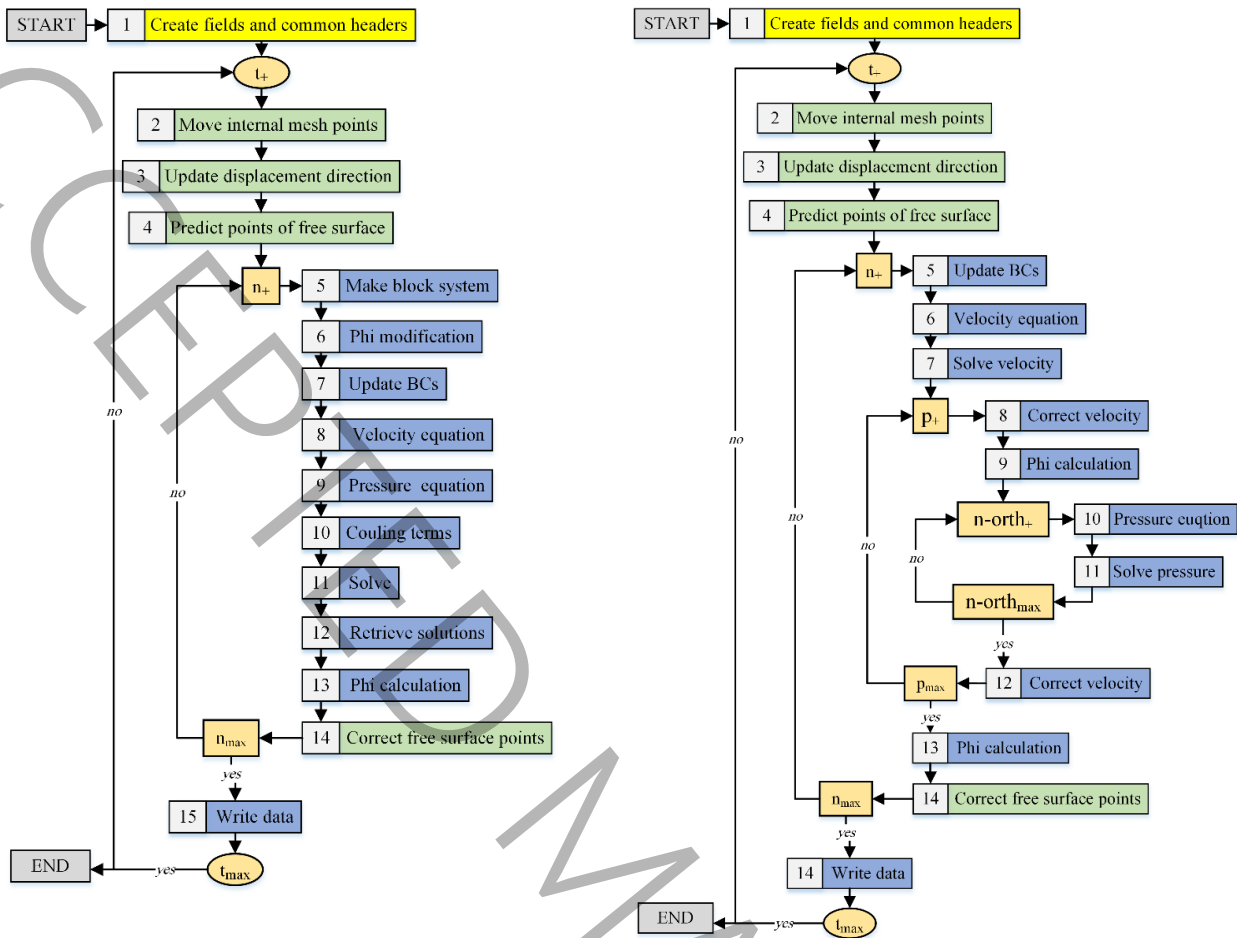 START
1 Create fields and common headers
t+
2 Move internal mesh points
3 Update displacement direction
4 Predict points of free surface
n+
5 Make block system
6 Phi modification
7 Update BCs
8 Velocity equation
9 Pressure equation
10 Couling terms
11 Solve
12 Retrieve solutions
13 Phi calculation
14 Correct free surface points
nmax
no
yes
15 Write data
tmax
no
yes
END
START
1 Create fields and common headers
t+
2 Move internal mesh points
3 Update displacement direction
4 Predict points of free surface
n+
5 Update BCs
6 Velocity equation
7 Solve velocity
p+
8 Correct velocity
9 Phi calculation
n-orth+
10 Pressure euqtion
11 Solve pressure
n-orthmax
no
yes
12 Correct velocity
pmax
no
yes
13 Phi calculation
14 Correct free surface points
nmax
no
yes
14 Write data
tmax
no
yes
END
CCEPTED M